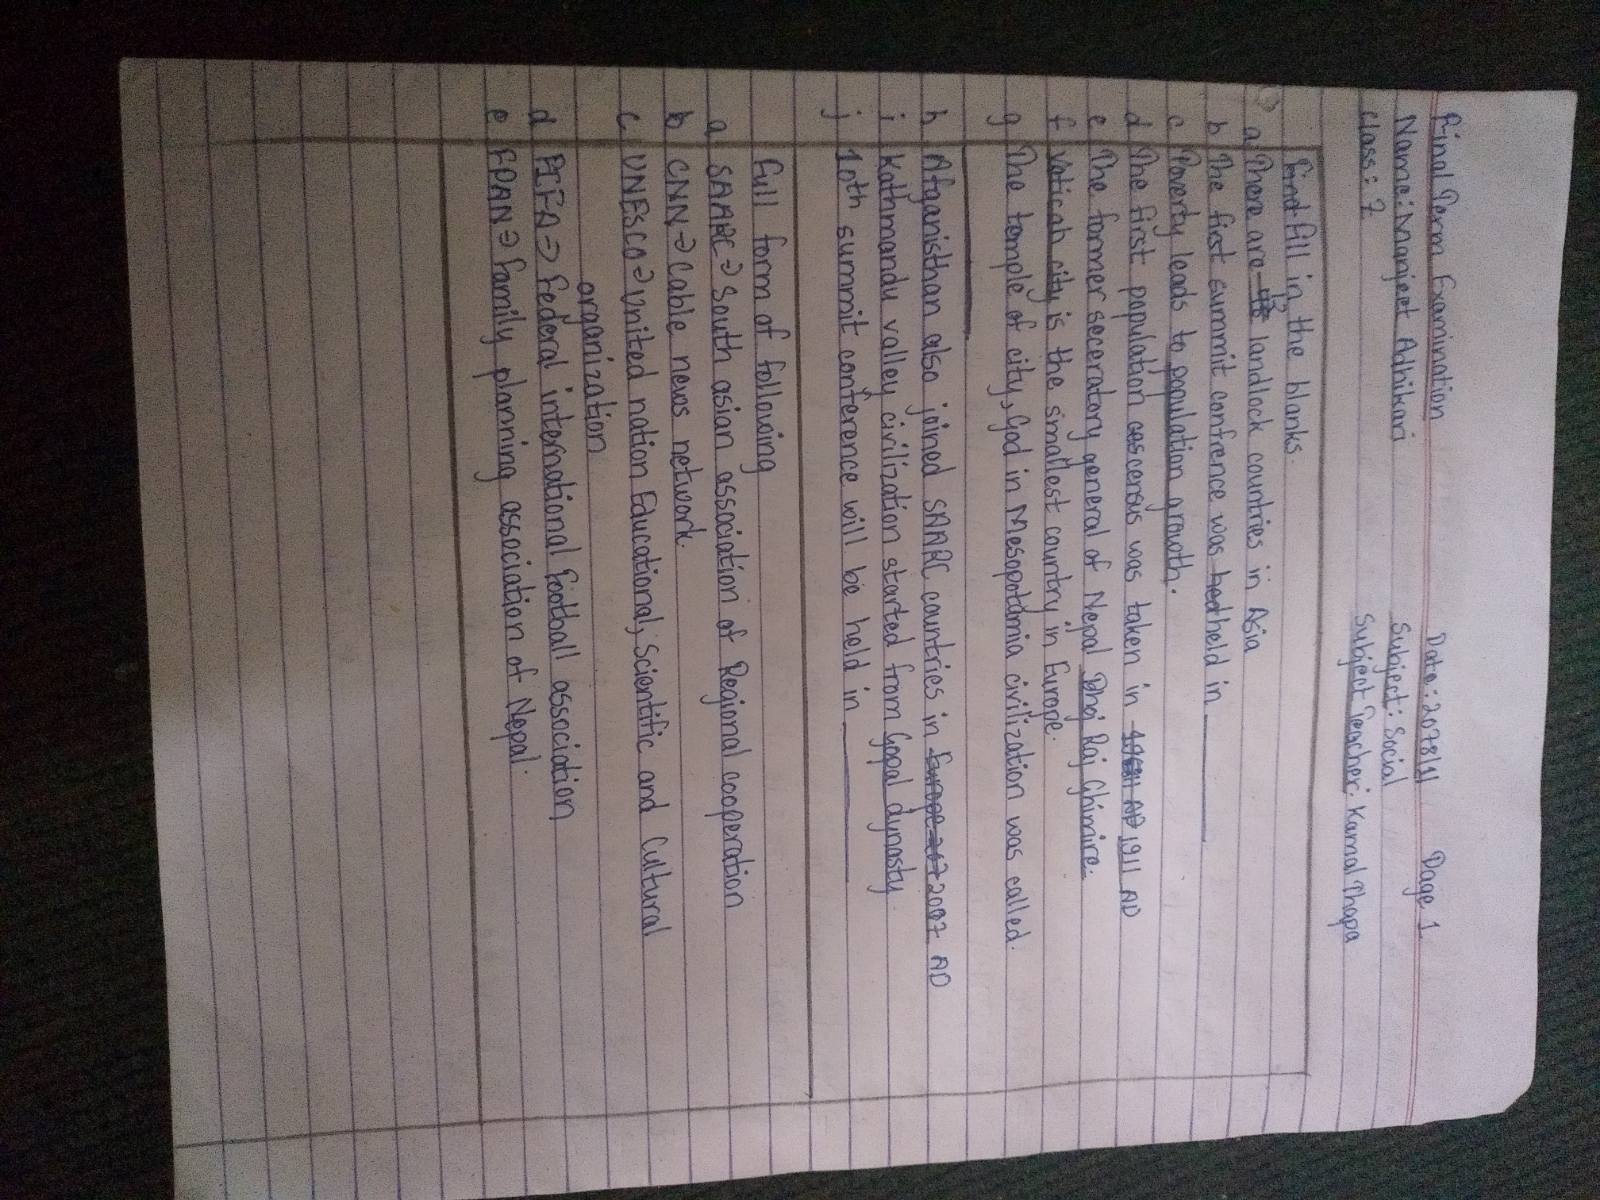 Final Term Examination Date: 2078/1/1 Page 1
Name: Manjeet Adhikari Subject: Social
Class: 7 Subject Teacher: Kamal Thapa
fill in the blanks.
a There are 12 landlock countries in Asia
b The first summit confrence was held in
c Poverty leads to population growth.
d The first population cencerus was taken in 1911 AD
e The former seceratory general of Nepal Dhoj Raj Ghimire.
f Vatican city is the smallest country in Europe.
g The temple of city, God in Mesopotamia civilization was called.
h Afganisthan also joined SAARC countries in 2007 AD
i Kathmandu valley civilization started from Gopal dynasty.
j 10th summit conference will be held in
Full form of following
a SAARC → South asian association of Regional cooperation
b CNN → Cable news network.
c UNESCO → United nation Educational, Scientific and Cultural
organization
d FIFA → Federal international Football association
e FPAN → Family planning association of Nepal.